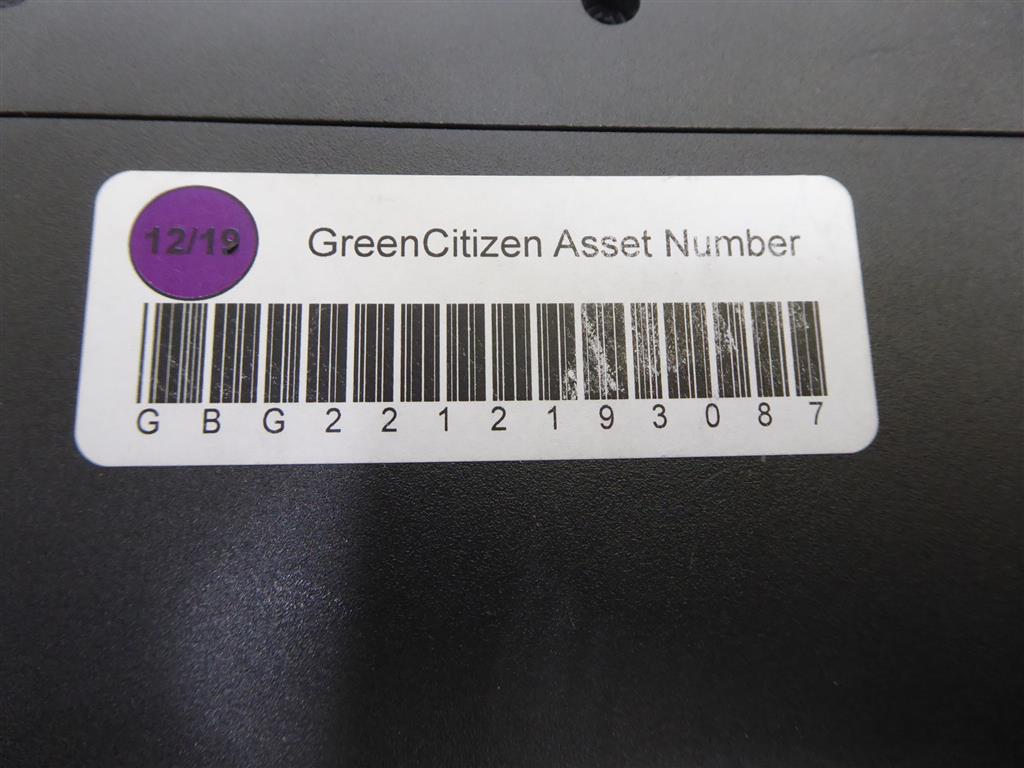 12/19
GreenCitizen Asset Number
GBG2212193087